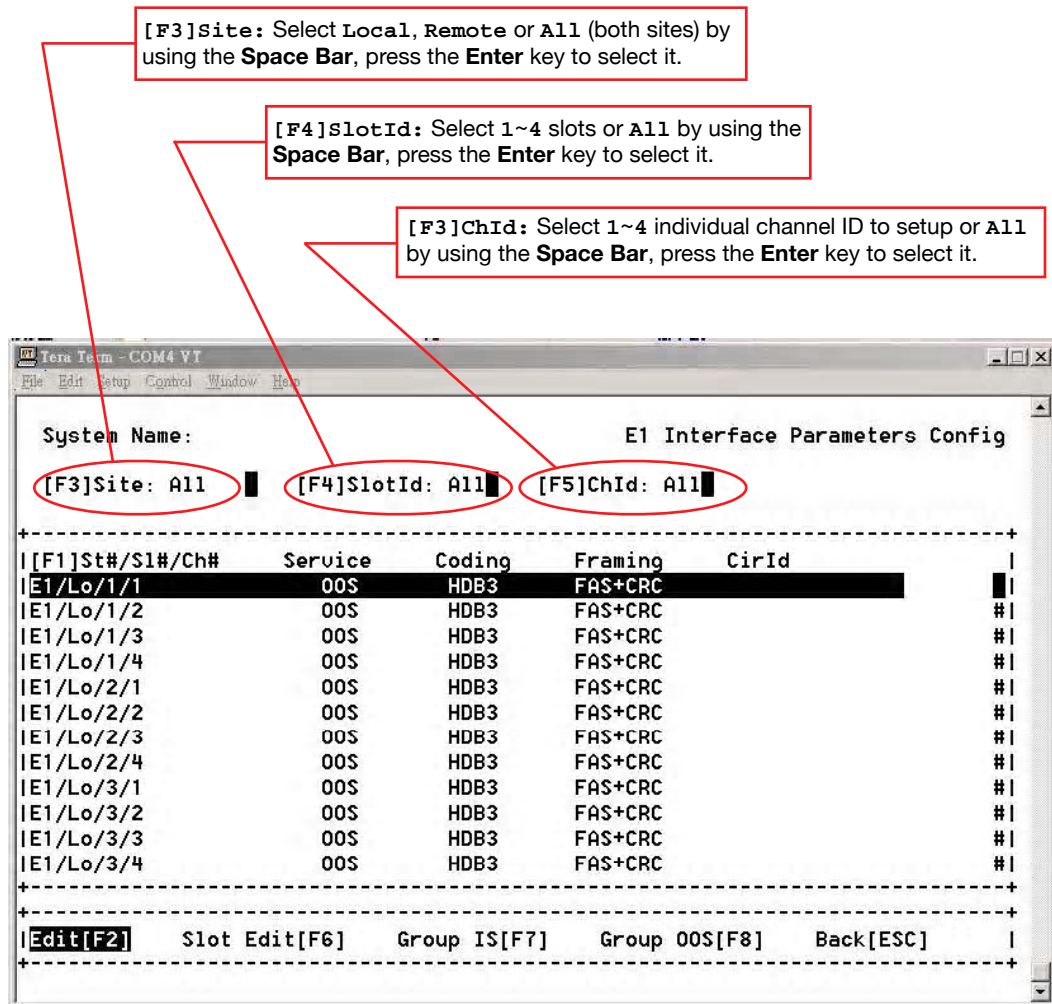 [F3]Site: Select Local, Remote or All (both sites) by
using the Space Bar, press the Enter key to select it.
[F4]SlotId: Select 1~4 slots or All by using the
Space Bar, press the Enter key to select it.
[F3]ChId: Select 1~4 individual channel ID to setup or All
by using the Space Bar, press the Enter key to select it.
Tera Term - COM4 VT
File Edit Setup Control Window Help
System Name: E1 Interface Parameters Config
[F3]Site: All [F4]SlotId: All [F5]ChId: All
[F1]St#/Sl#/Ch# Service Coding Framing CirId
E1/Lo/1/1 OOS HDB3 FAS+CRC
E1/Lo/1/2 OOS HDB3 FAS+CRC #
E1/Lo/1/3 OOS HDB3 FAS+CRC #
E1/Lo/1/4 OOS HDB3 FAS+CRC #
E1/Lo/2/1 OOS HDB3 FAS+CRC #
E1/Lo/2/2 OOS HDB3 FAS+CRC #
E1/Lo/2/3 OOS HDB3 FAS+CRC #
E1/Lo/2/4 OOS HDB3 FAS+CRC #
E1/Lo/3/1 OOS HDB3 FAS+CRC #
E1/Lo/3/2 OOS HDB3 FAS+CRC #
E1/Lo/3/3 OOS HDB3 FAS+CRC #
E1/Lo/3/4 OOS HDB3 FAS+CRC #
Edit[F2] Slot Edit[F6] Group IS[F7] Group OOS[F8] Back[ESC]